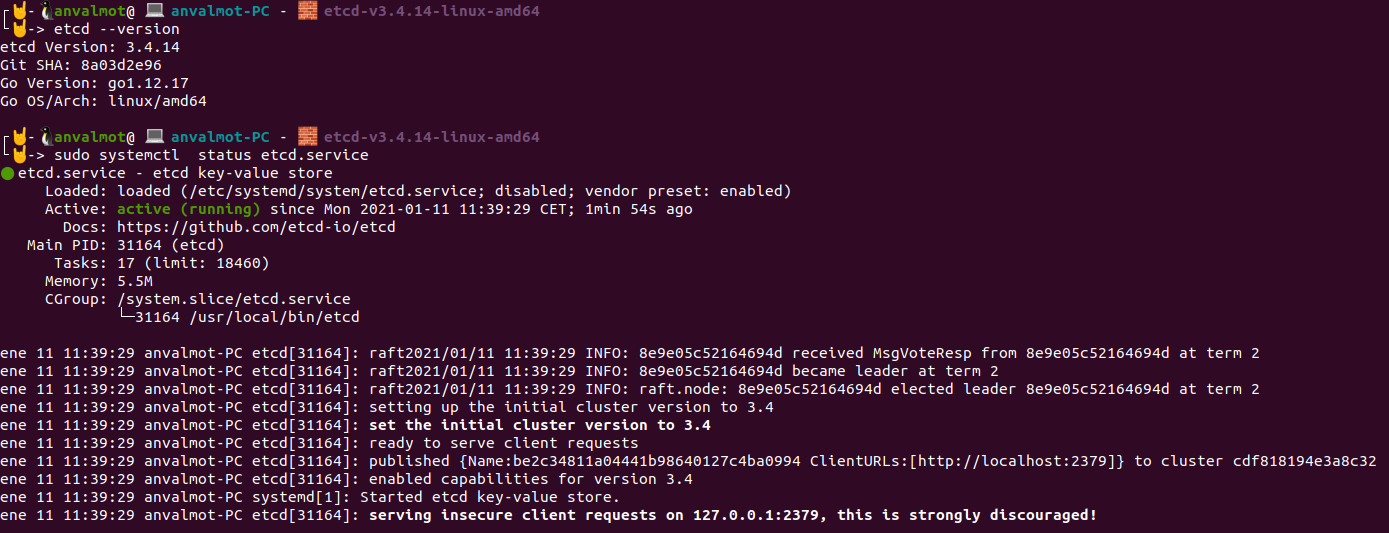 ┌🤘-🐧anvalmot@ 💻 anvalmot-PC - 🧱 etcd-v3.4.14-linux-amd64
└🤘-> etcd --version
etcd Version: 3.4.14
Git SHA: 8a03d2e96
Go Version: go1.12.17
Go OS/Arch: linux/amd64
┌🤘-🐧anvalmot@ 💻 anvalmot-PC - 🧱 etcd-v3.4.14-linux-amd64
└🤘-> sudo systemctl  status etcd.service
● etcd.service - etcd key-value store
Loaded: loaded (/etc/systemd/system/etcd.service; disabled; vendor preset: enabled)
Active: active (running) since Mon 2021-01-11 11:39:29 CET; 1min 54s ago
Docs: https://github.com/etcd-io/etcd
Main PID: 31164 (etcd)
Tasks: 17 (limit: 18460)
Memory: 5.5M
CGroup: /system.slice/etcd.service
└─31164 /usr/local/bin/etcd
ene 11 11:39:29 anvalmot-PC etcd[31164]: raft2021/01/11 11:39:29 INFO: 8e9e05c52164694d received MsgVoteResp from 8e9e05c52164694d at term 2
ene 11 11:39:29 anvalmot-PC etcd[31164]: raft2021/01/11 11:39:29 INFO: 8e9e05c52164694d became leader at term 2
ene 11 11:39:29 anvalmot-PC etcd[31164]: raft2021/01/11 11:39:29 INFO: raft.node: 8e9e05c52164694d elected leader 8e9e05c52164694d at term 2
ene 11 11:39:29 anvalmot-PC etcd[31164]: setting up the initial cluster version to 3.4
ene 11 11:39:29 anvalmot-PC etcd[31164]: set the initial cluster version to 3.4
ene 11 11:39:29 anvalmot-PC etcd[31164]: ready to serve client requests
ene 11 11:39:29 anvalmot-PC etcd[31164]: published {Name:be2c34811a04441b98640127c4ba0994 ClientURLs:[http://localhost:2379]} to cluster cdf818194e3a8c32
ene 11 11:39:29 anvalmot-PC etcd[31164]: enabled capabilities for version 3.4
ene 11 11:39:29 anvalmot-PC systemd[1]: Started etcd key-value store.
ene 11 11:39:29 anvalmot-PC etcd[31164]: serving insecure client requests on 127.0.0.1:2379, this is strongly discouraged!